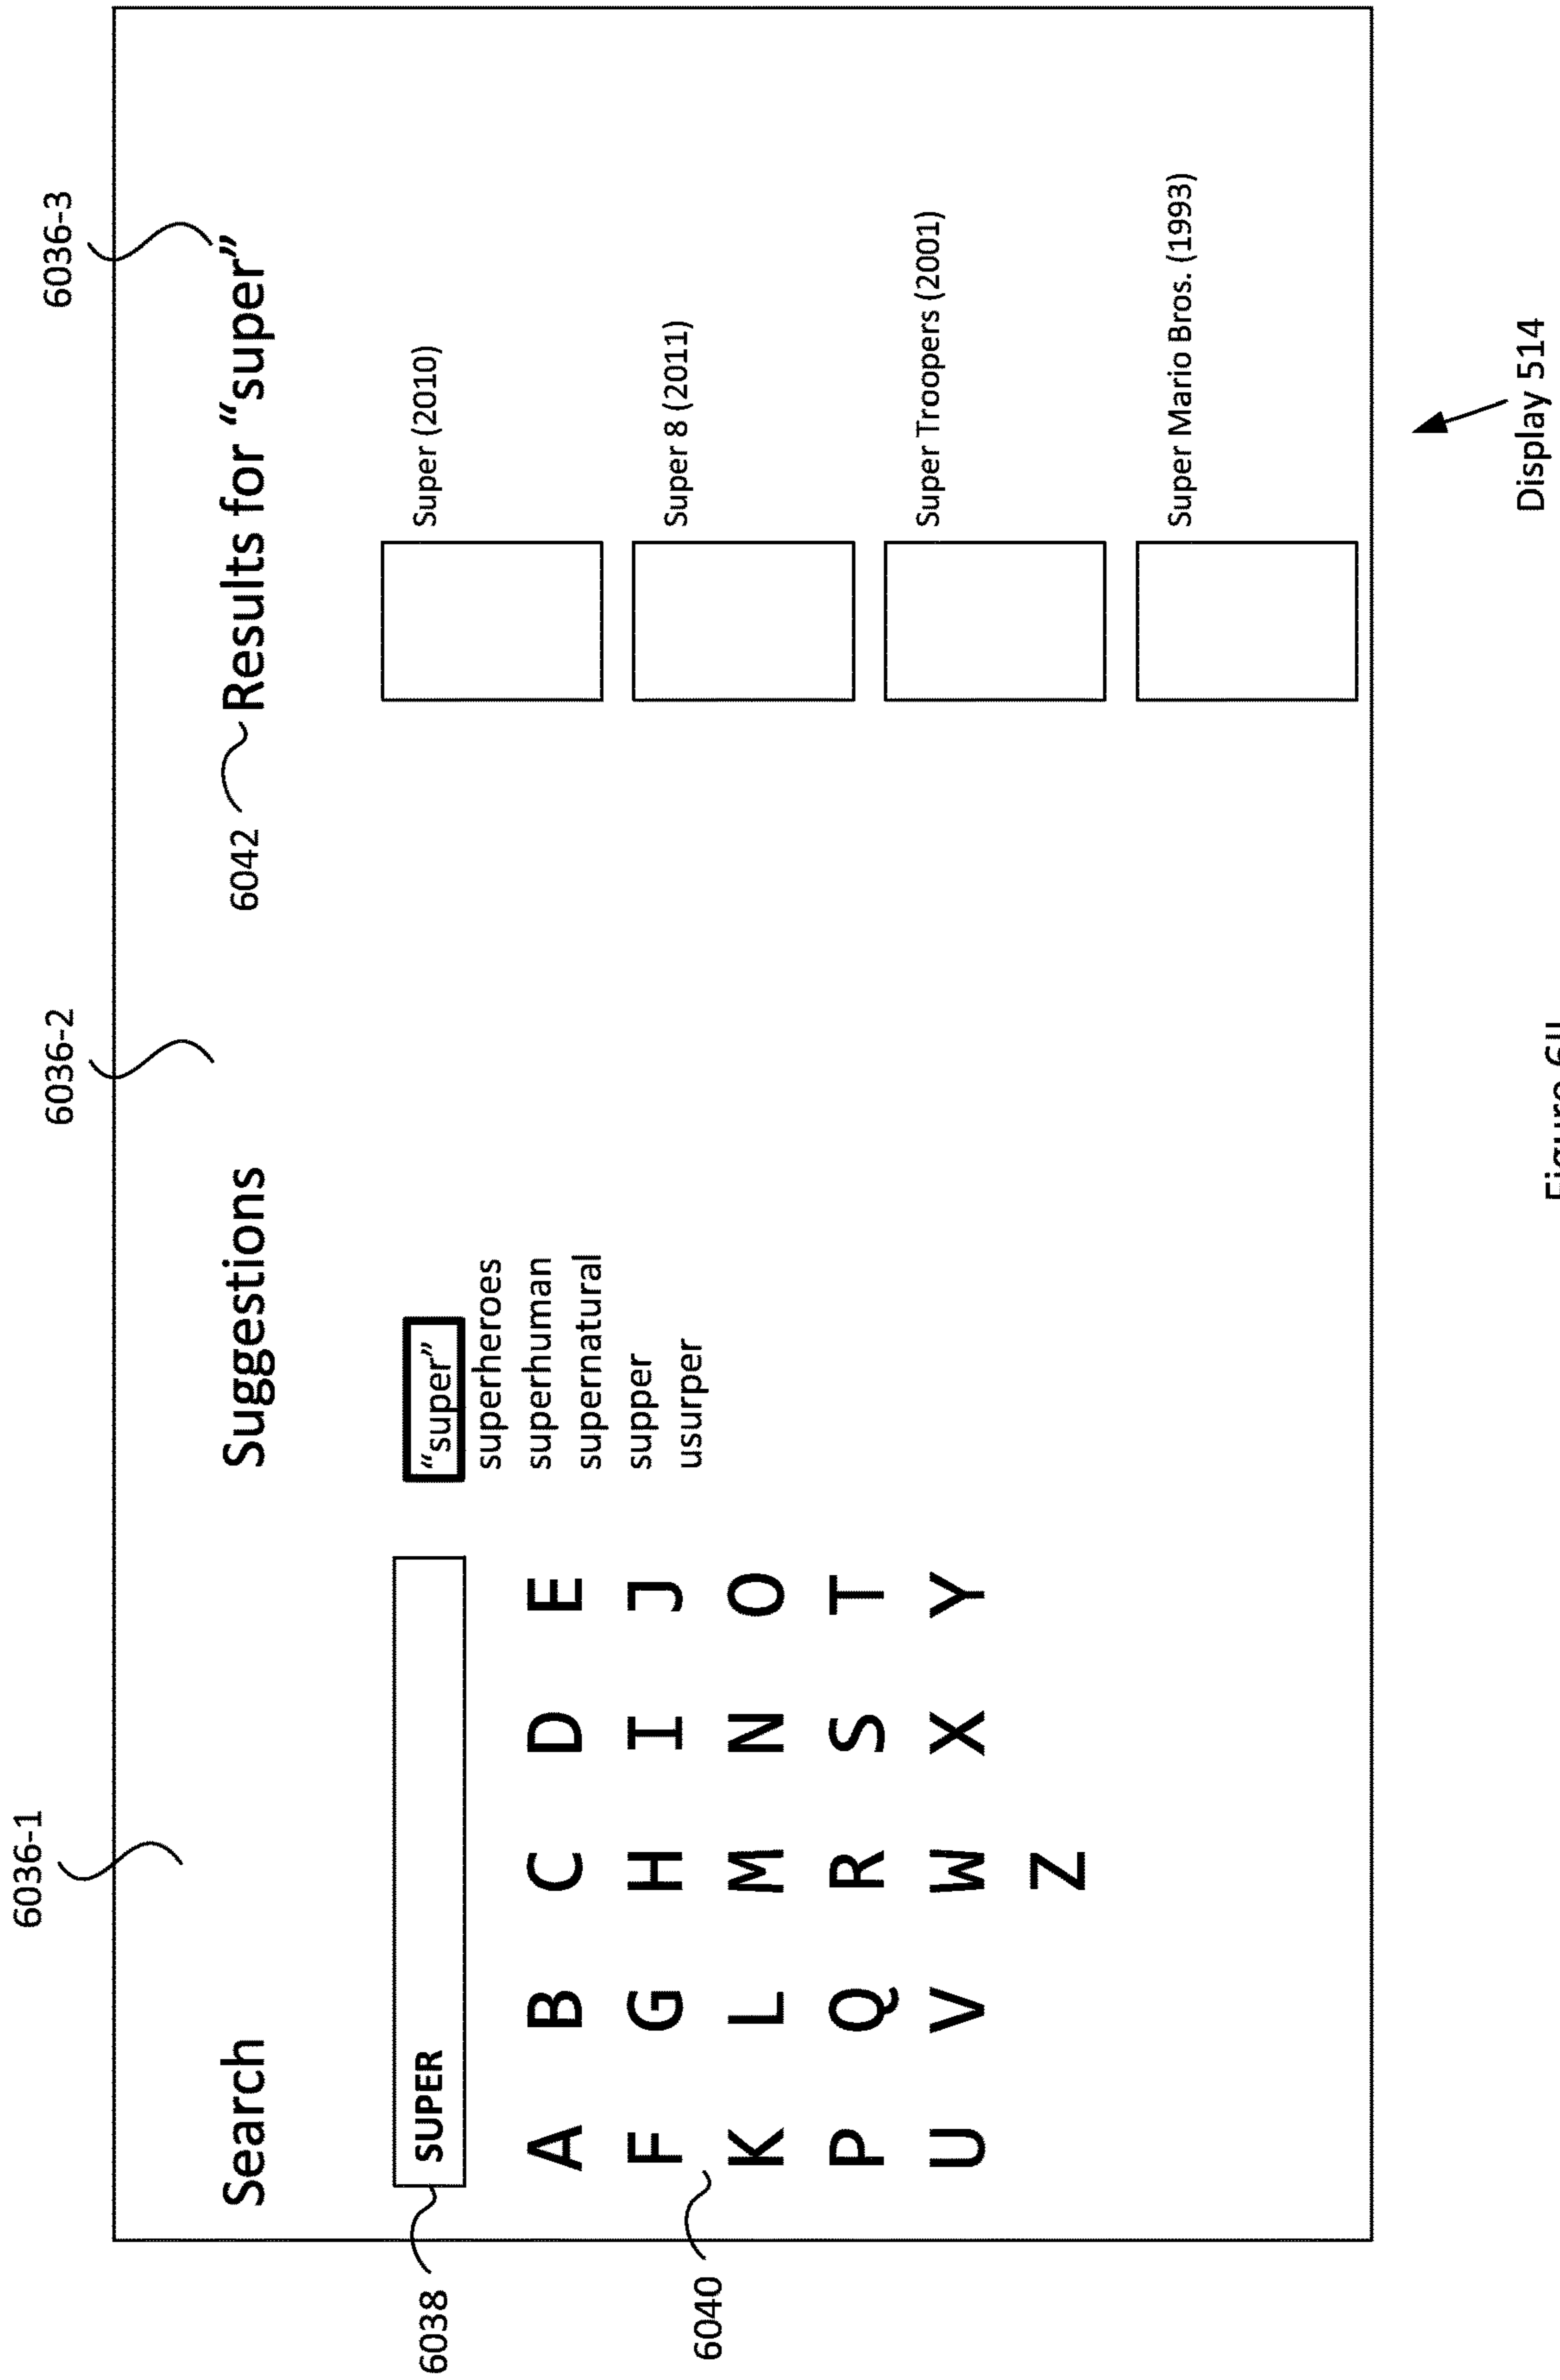 6036-1
6036-2
6036-3
Search
Suggestions
6042
Results for “super”
6038
SUPER
“super”
superheroes
superhuman
supernatural
supper
usurper
6040
A B C D E
F G H I J
K L M N O
P Q R S T
U V W X Y
Z
Super (2010)
Super 8 (2011)
Super Troopers (2001)
Super Mario Bros. (1993)
Display 514
Figure